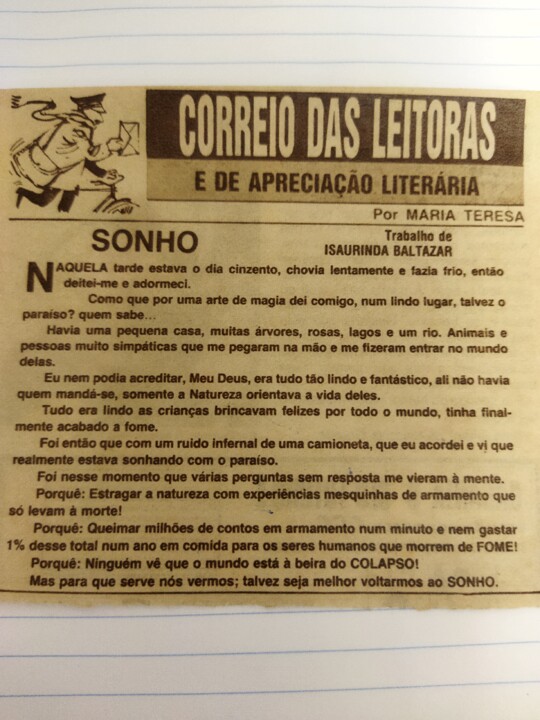 CORREIO DAS LEITORAS
E DE APRECIAÇÃO LITERÁRIA
Por MARIA TERESA
SONHO
Trabalho de
ISAURINDA BALTAZAR
NAQUELA tarde estava o dia cinzento, chovia lentamente e fazia frio, então
deitei-me e adormeci.
Como que por uma arte de magia dei comigo, num lindo lugar, talvez o
paraíso? quem sabe...
Havia uma pequena casa, muitas árvores, rosas, lagos e um rio. Animais e
pessoas muito simpáticas que me pegaram na mão e me fizeram entrar no mundo
delas.
Eu nem podia acreditar, Meu Deus, era tudo tão lindo e fantástico, ali não havia
quem mandá-se, somente a Natureza orientava a vida deles.
Tudo era lindo as crianças brincavam felizes por todo o mundo, tinha final-
mente acabado a fome.
Foi então que com um ruido infernal de uma camioneta, que eu acordei e vi que
realmente estava sonhando com o paraíso.
Foi nesse momento que várias perguntas sem resposta me vieram à mente.
Porquê: Estragar a natureza com experiências mesquinhas de armamento que
só levam à morte!
Porquê: Queimar milhões de contos em armamento num minuto e nem gastar
1% desse total num ano em comida para os seres humanos que morrem de FOME!
Porquê: Ninguém vê que o mundo está à beira do COLAPSO!
Mas para que serve nós vermos; talvez seja melhor voltarmos ao SONHO.